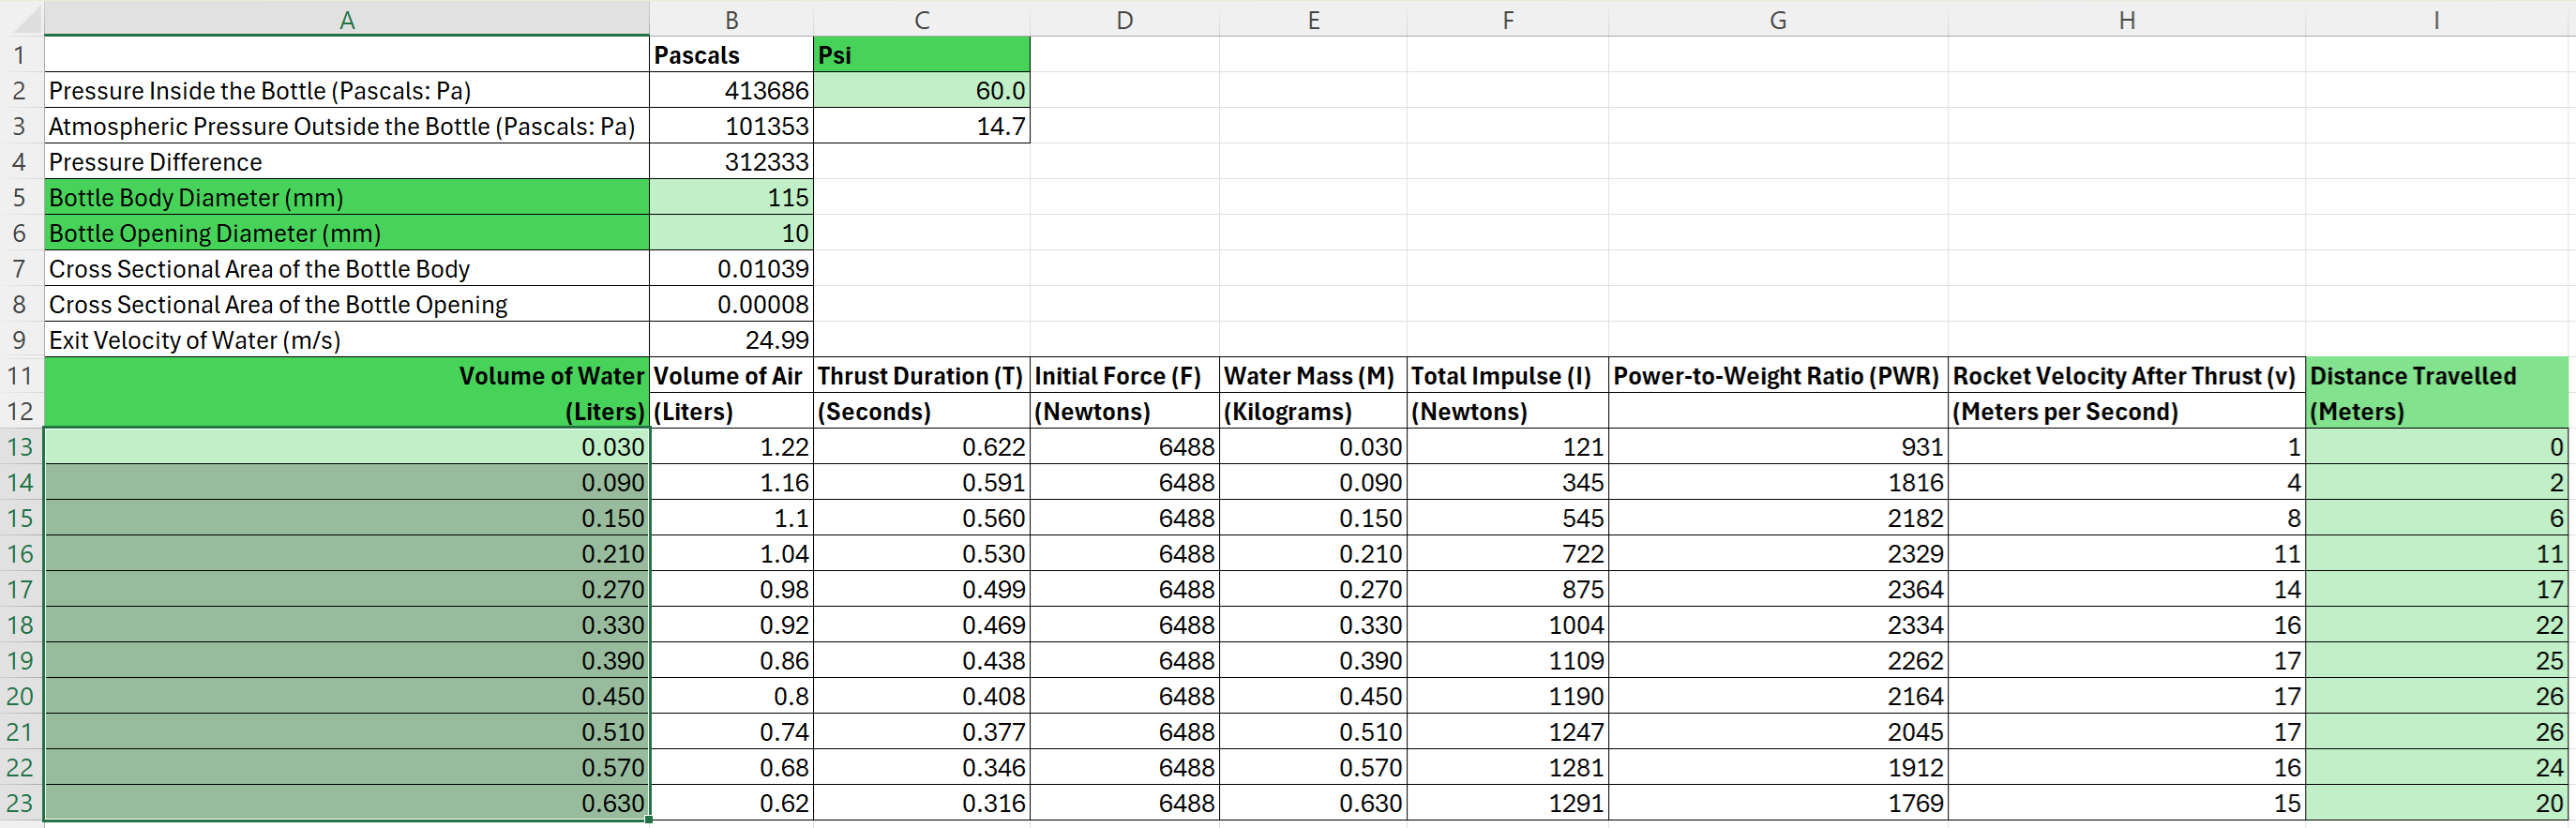 A B C D E F G H I
1 Pascals Psi
2 Pressure Inside the Bottle (Pascals: Pa) 413686 60.0
3 Atmospheric Pressure Outside the Bottle (Pascals: Pa) 101353 14.7
4 Pressure Difference 312333
5 Bottle Body Diameter (mm) 115
6 Bottle Opening Diameter (mm) 10
7 Cross Sectional Area of the Bottle Body 0.01039
8 Cross Sectional Area of the Bottle Opening 0.00008
9 Exit Velocity of Water (m/s) 24.99
11 Volume of Water Volume of Air Thrust Duration (T) Initial Force (F) Water Mass (M) Total Impulse (I) Power-to-Weight Ratio (PWR) Rocket Velocity After Thrust (v) Distance Travelled
12 (Liters) (Liters) (Seconds) (Newtons) (Kilograms) (Newtons) (Meters per Second) (Meters)
13 0.030 1.22 0.622 6488 0.030 121 931 1 0
14 0.090 1.16 0.591 6488 0.090 345 1816 4 2
15 0.150 1.1 0.560 6488 0.150 545 2182 8 6
16 0.210 1.04 0.530 6488 0.210 722 2329 11 11
17 0.270 0.98 0.499 6488 0.270 875 2364 14 17
18 0.330 0.92 0.469 6488 0.330 1004 2334 16 22
19 0.390 0.86 0.438 6488 0.390 1109 2262 17 25
20 0.450 0.8 0.408 6488 0.450 1190 2164 17 26
21 0.510 0.74 0.377 6488 0.510 1247 2045 17 26
22 0.570 0.68 0.346 6488 0.570 1281 1912 16 24
23 0.630 0.62 0.316 6488 0.630 1291 1769 15 20